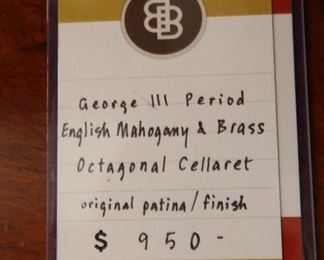 George III Period
English Mahogany & Brass
Octagonal Cellaret
original patina/finish
$ 950-